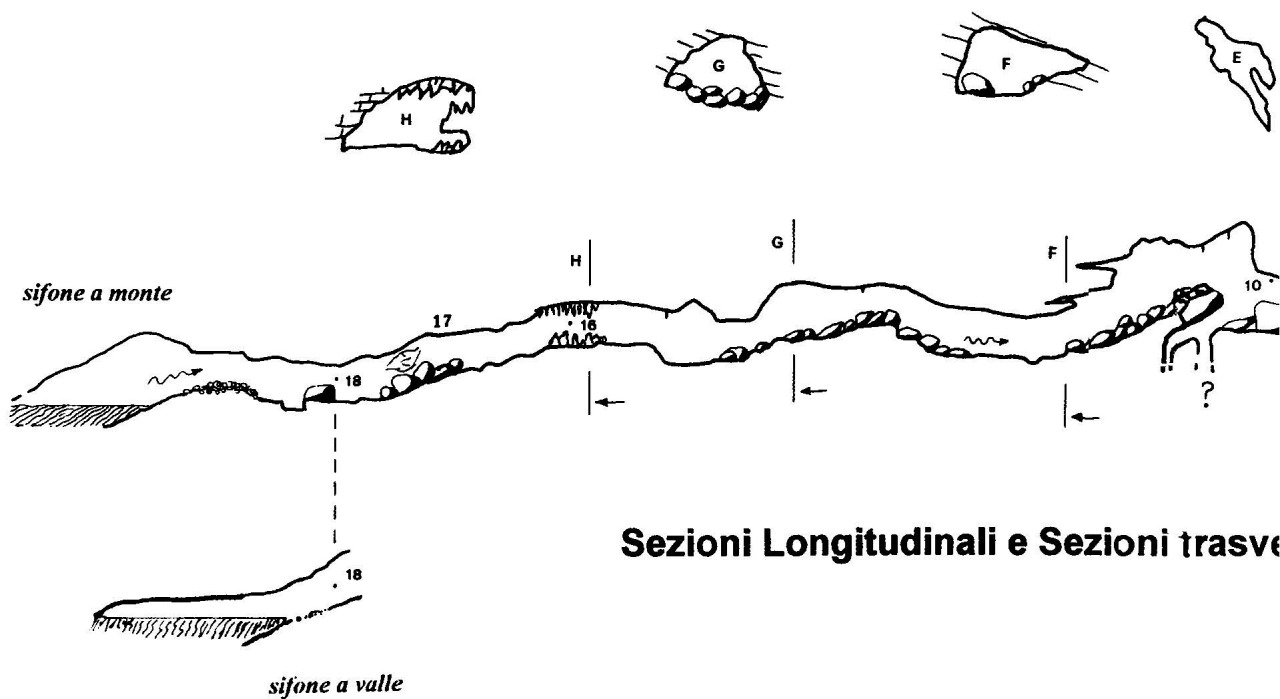 E
G
F
H
G
H
F
sifone a monte
10
17
16
18
?
Sezioni Longitudinali e Sezioni trasve
18
sifone a valle